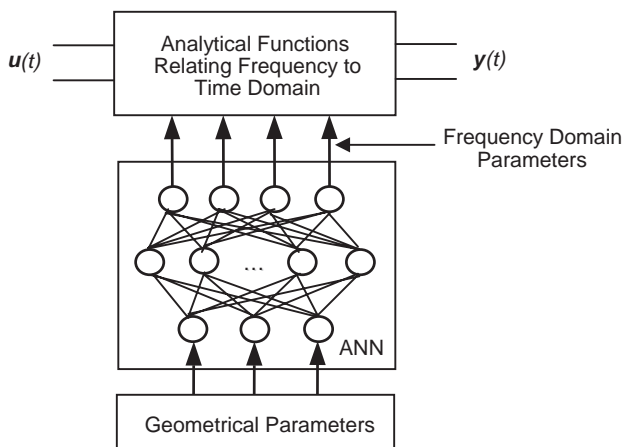 Analytical Functions
Relating Frequency to
Time Domain
u(t)
y(t)
Frequency Domain
Parameters
...
ANN
Geometrical Parameters